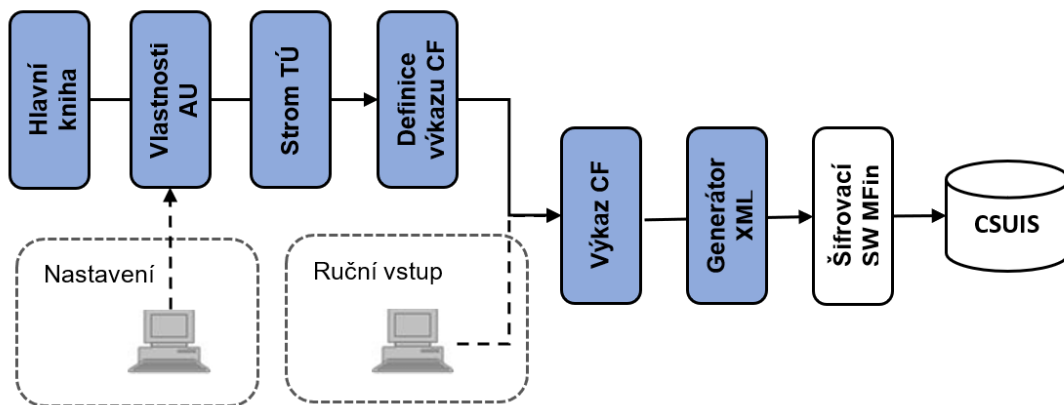 Hlavní
kniha
Vlastnosti
AU
Strom TÚ
Definice
výkazu CF
Výkaz CF
Generátor
XML
Šifrovací
SW MFin
CSUIS
Nastavení
Ruční vstup